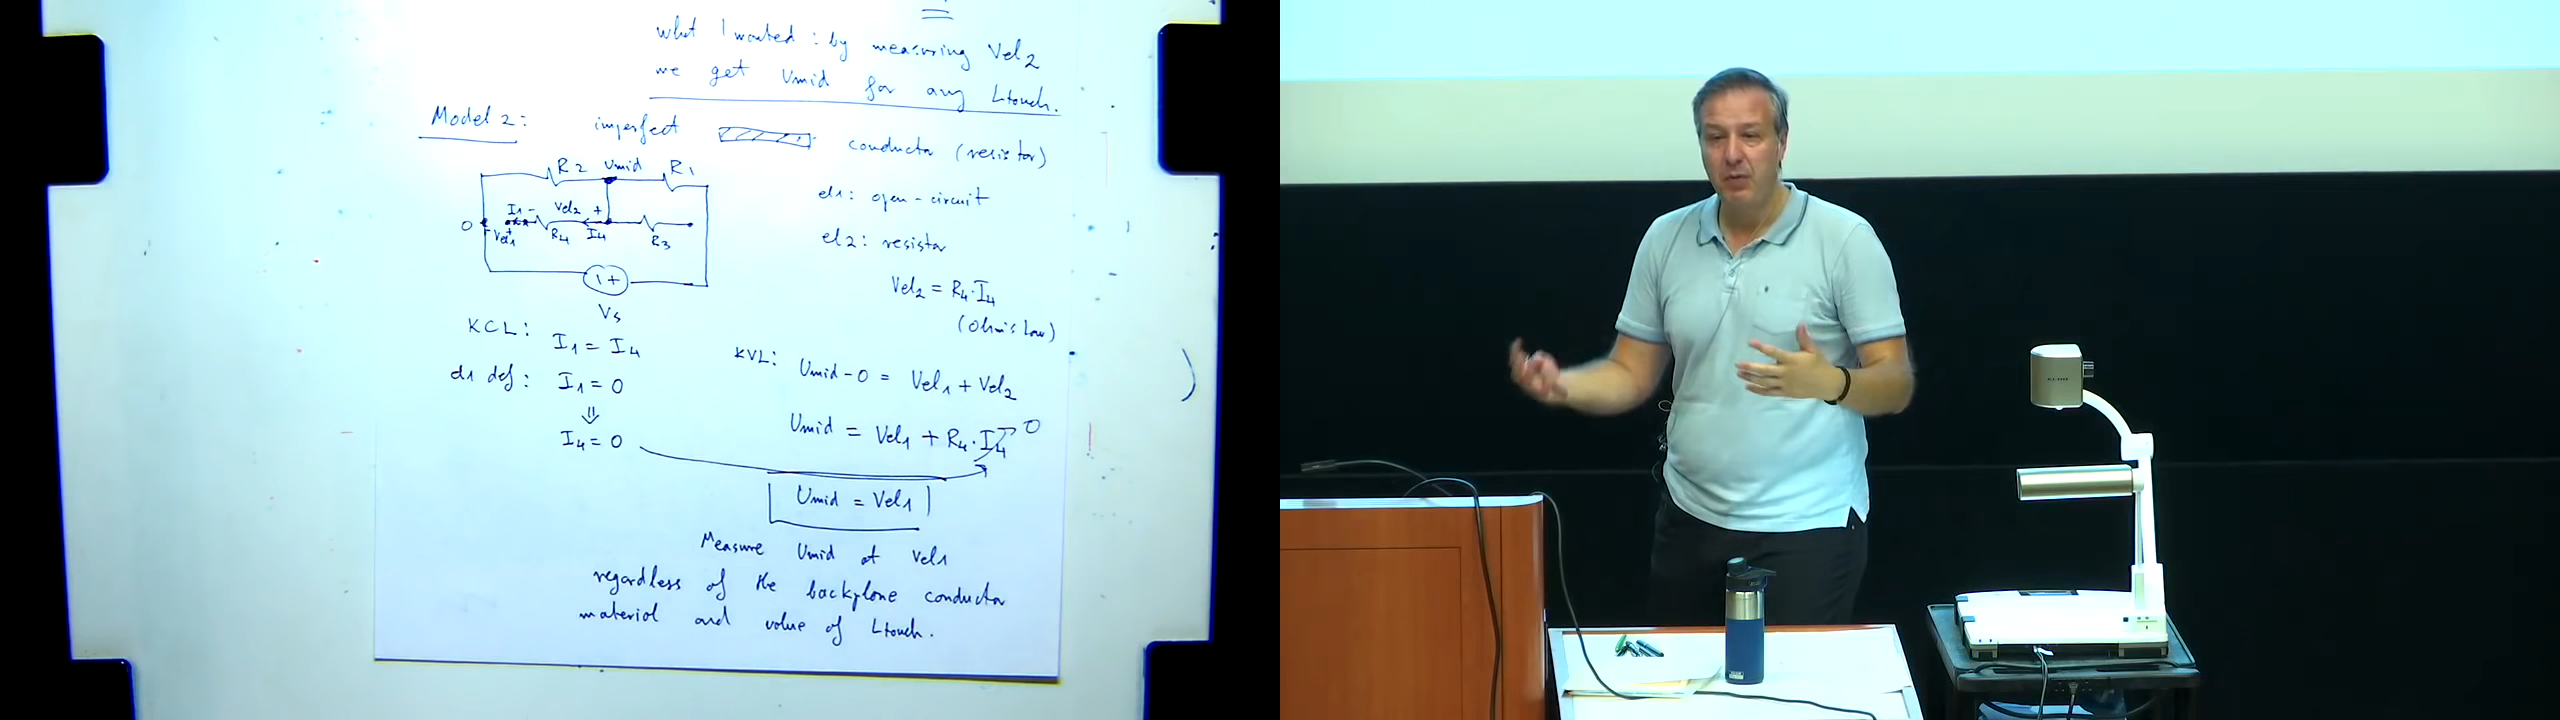 what I wanted : by measuring Vel2
we get Umid for any Ltouch.
Model 2: imperfect conductor (resistor)
R2 Umid R1
el1: open-circuit
I1 - Vel2 +
0 + Vel1 R4 I4 R3
el2: resistor
- +
Vel2 = R4·I4
Vs
(Ohm's law)
KCL: I1 = I4
KVL: Umid-0 = Vel1 + Vel2
el1 def: I1 = 0
⇓
Umid = Vel1 + R4·I4 0
I4 = 0
Umid = Vel1
Measure Umid at Vel1
regardless of the backplane conductor
material and value of Ltouch.